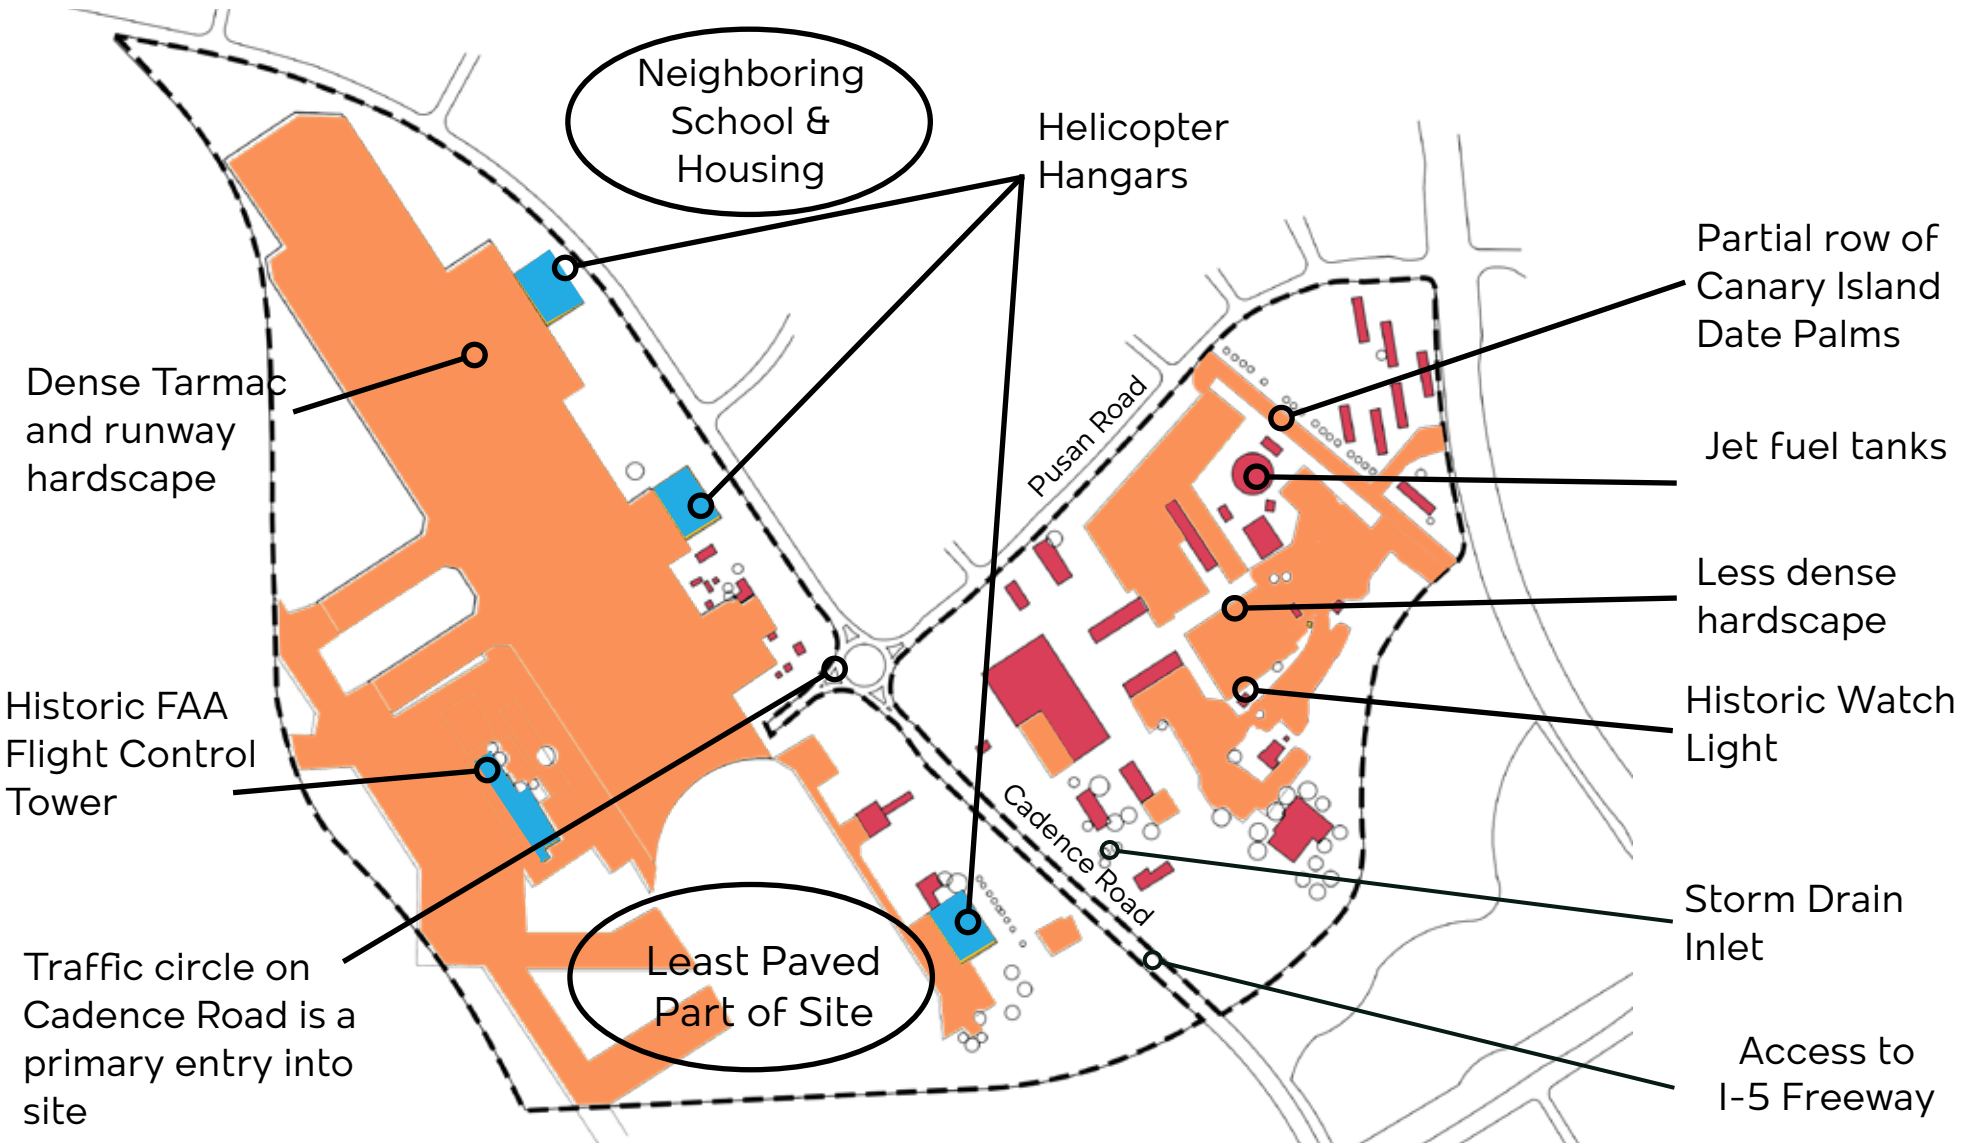 Neighboring
School &
Housing
Helicopter
Hangars
Partial row of
Canary Island
Date Palms
Dense Tarmac
and runway
hardscape
Pusan Road
Jet fuel tanks
Less dense
hardscape
Historic FAA
Flight Control
Tower
Historic Watch
Light
Cadence Road
Storm Drain
Inlet
Traffic circle on
Cadence Road is a
primary entry into
site
Least Paved
Part of Site
Access to
I-5 Freeway